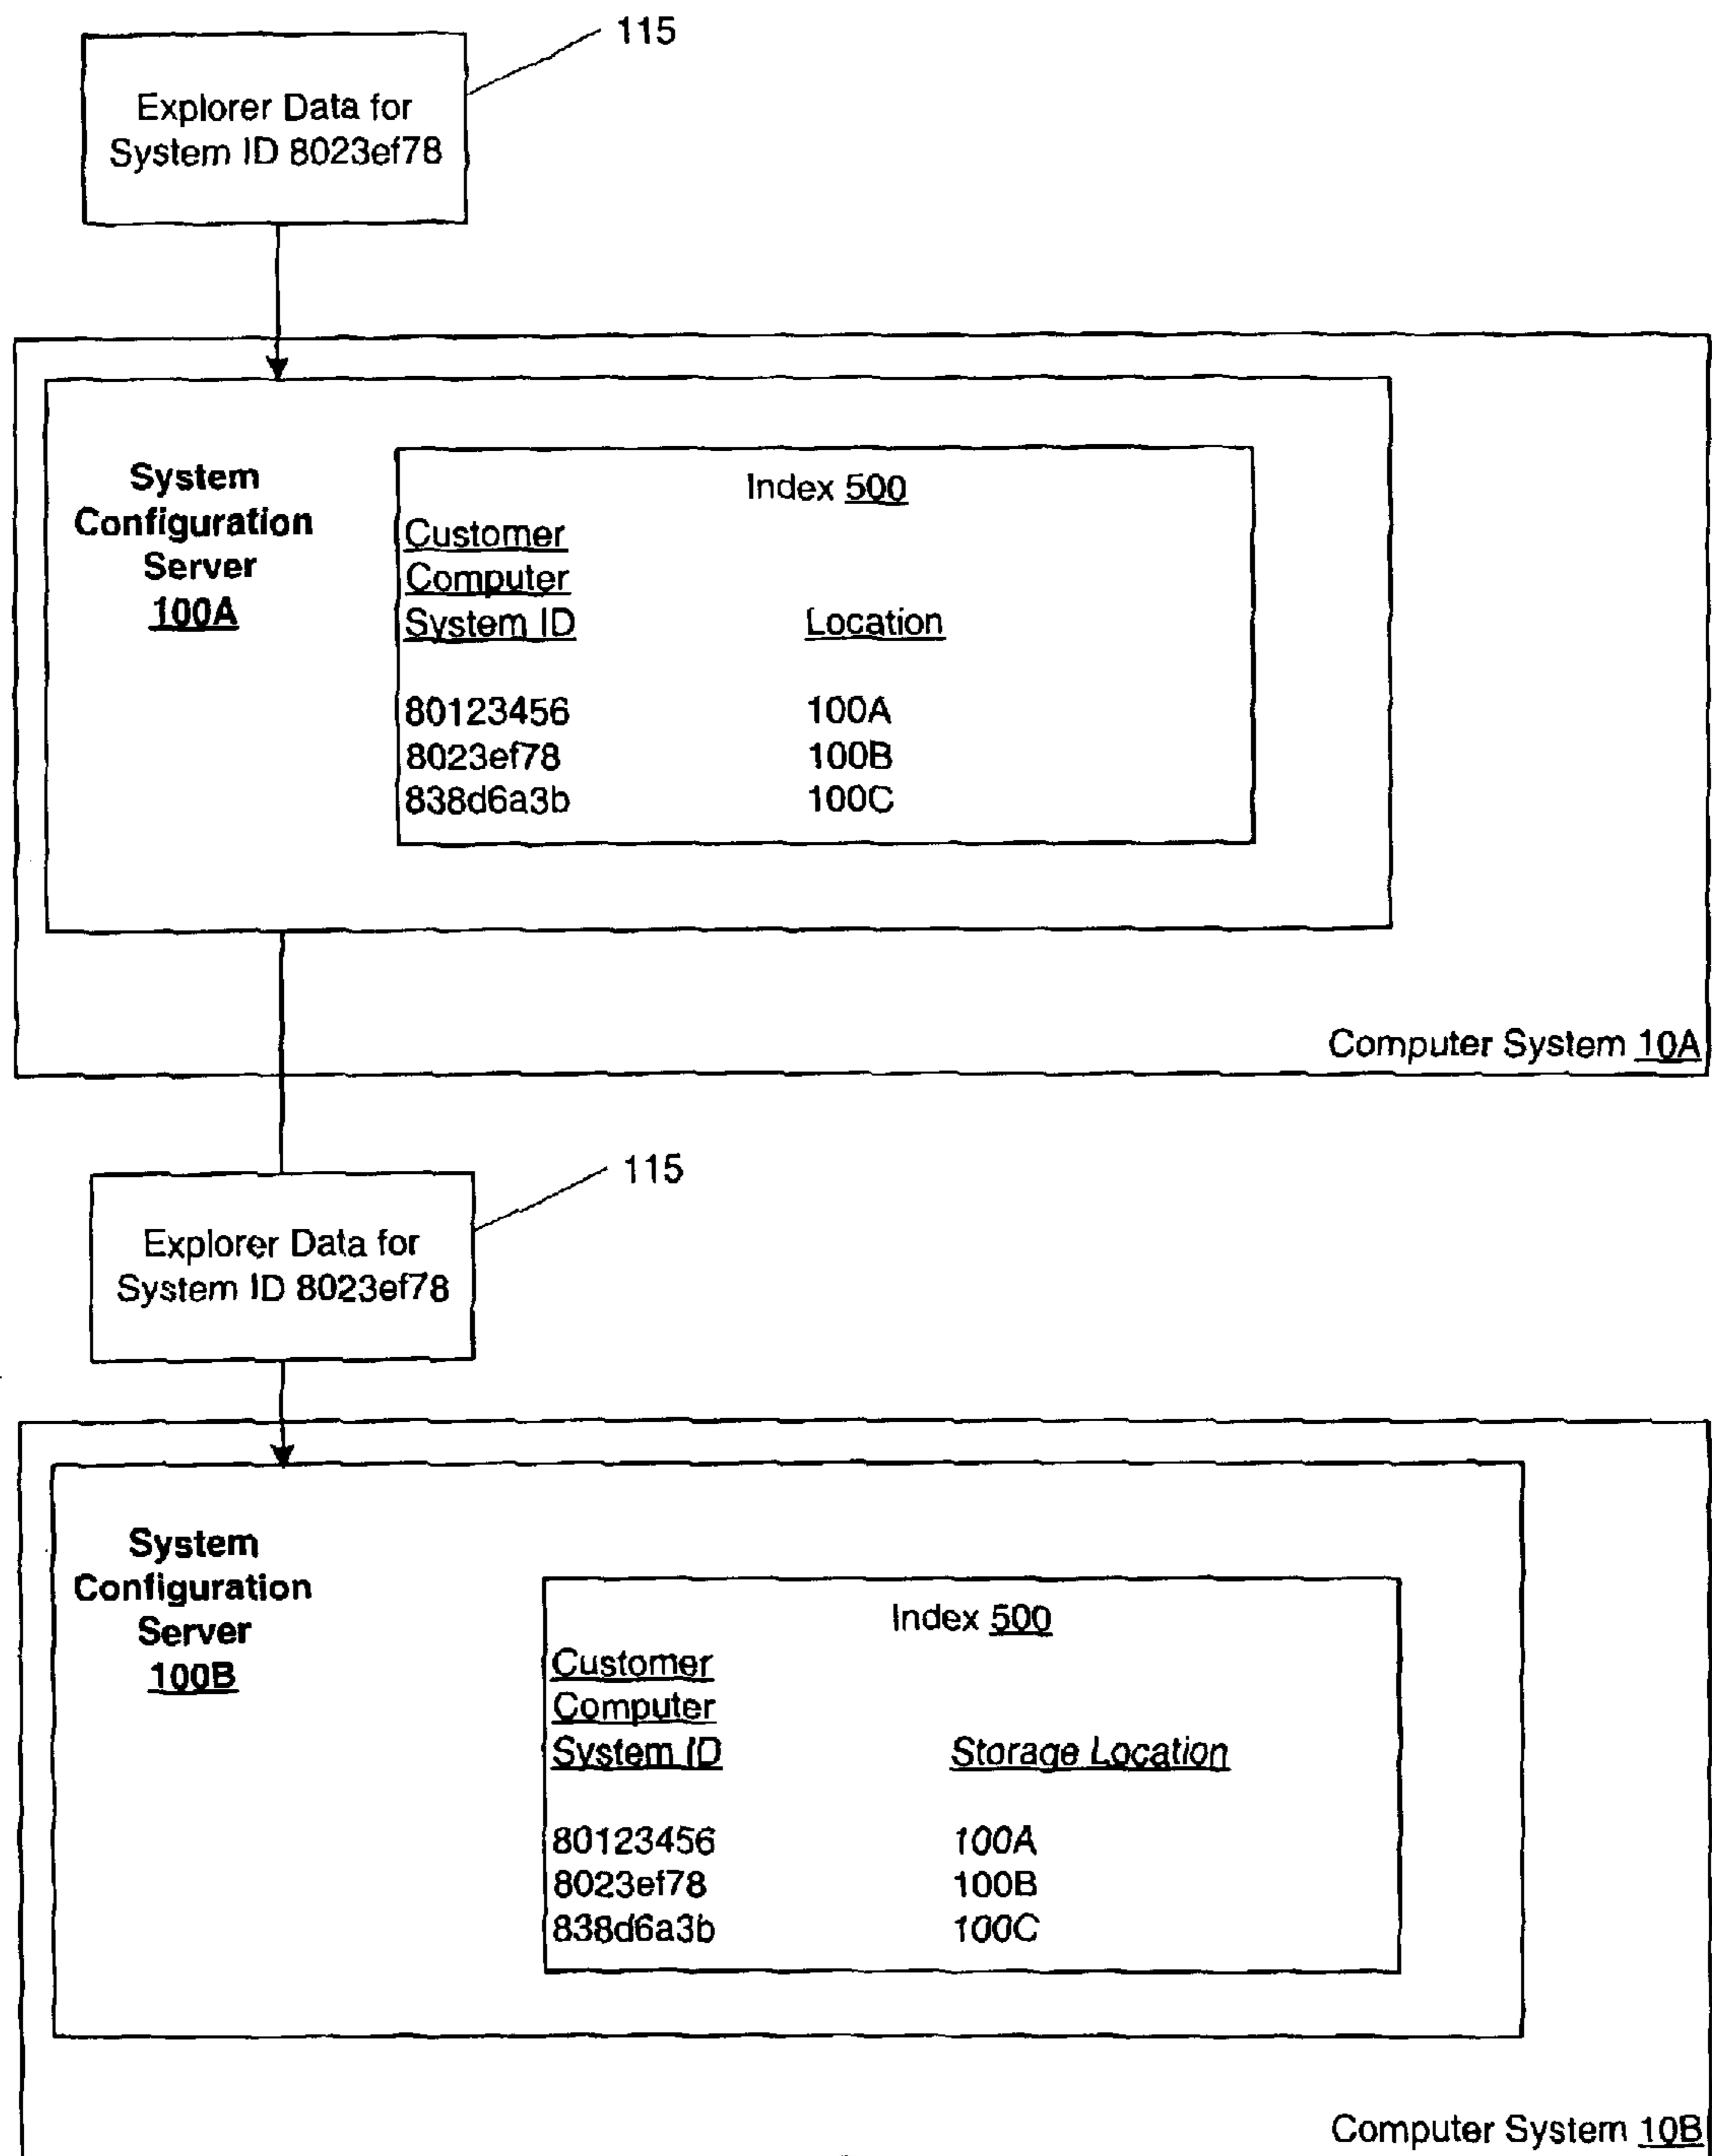 115
Explorer Data for
System ID 8023ef78
System
Configuration
Server
100A
Index 500
Customer
Computer
System ID Location
80123456 100A
8023ef78 100B
838d6a3b 100C
Computer System 10A
115
Explorer Data for
System ID 8023ef78
System
Configuration
Server
100B
Index 500
Customer
Computer
System ID Storage Location
80123456 100A
8023ef78 100B
838d6a3b 100C
Computer System 10B